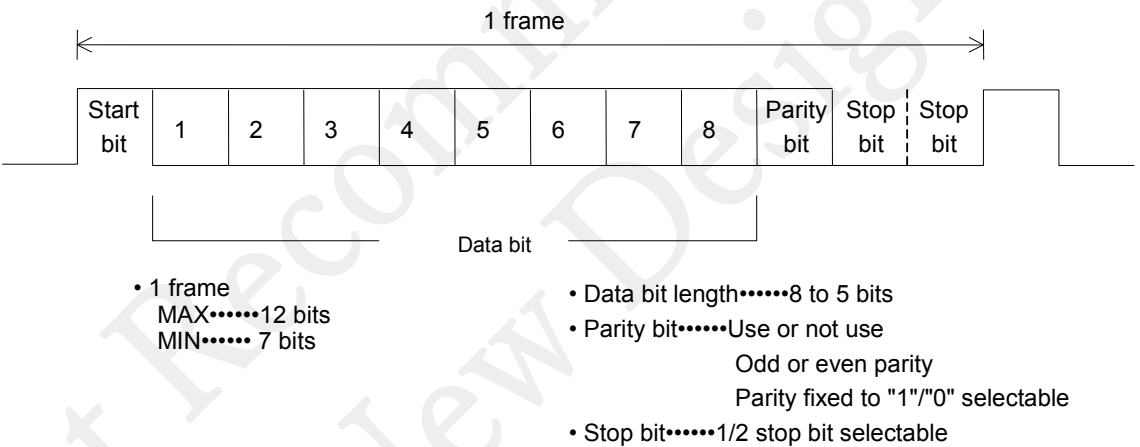 1 frame
Start bit
1 2 3 4 5 6 7 8
Parity bit
Stop bit
Stop bit
Data bit
• 1 frame
MAX••••••12 bits
MIN•••••• 7 bits
• Data bit length••••••8 to 5 bits
• Parity bit••••••Use or not use
Odd or even parity
Parity fixed to "1"/"0" selectable
• Stop bit••••••1/2 stop bit selectable